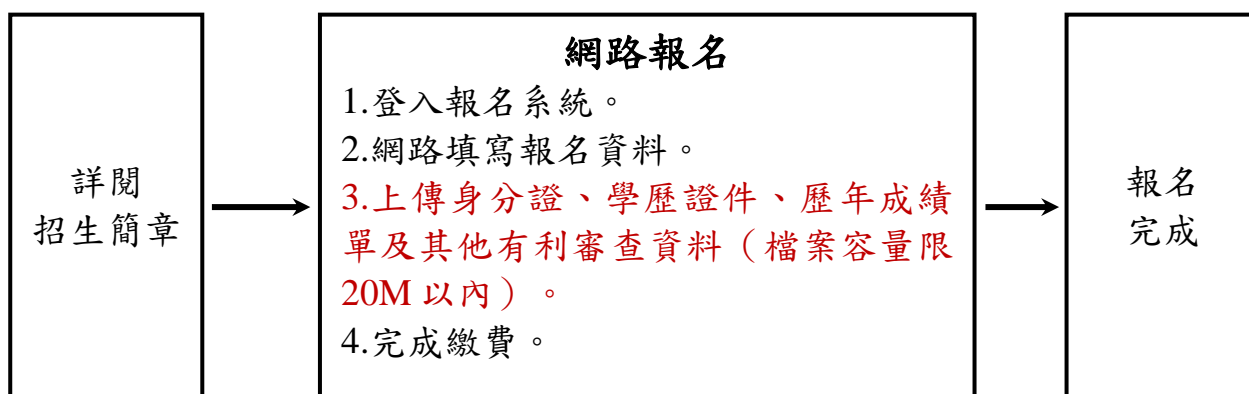 詳閱
招生簡章
網路報名
1.登入報名系統。
2.網路填寫報名資料。
3.上傳身分證、學歷證件、歷年成績
單及其他有利審查資料（檔案容量限
20M 以內）。
4.完成繳費。
報名
完成